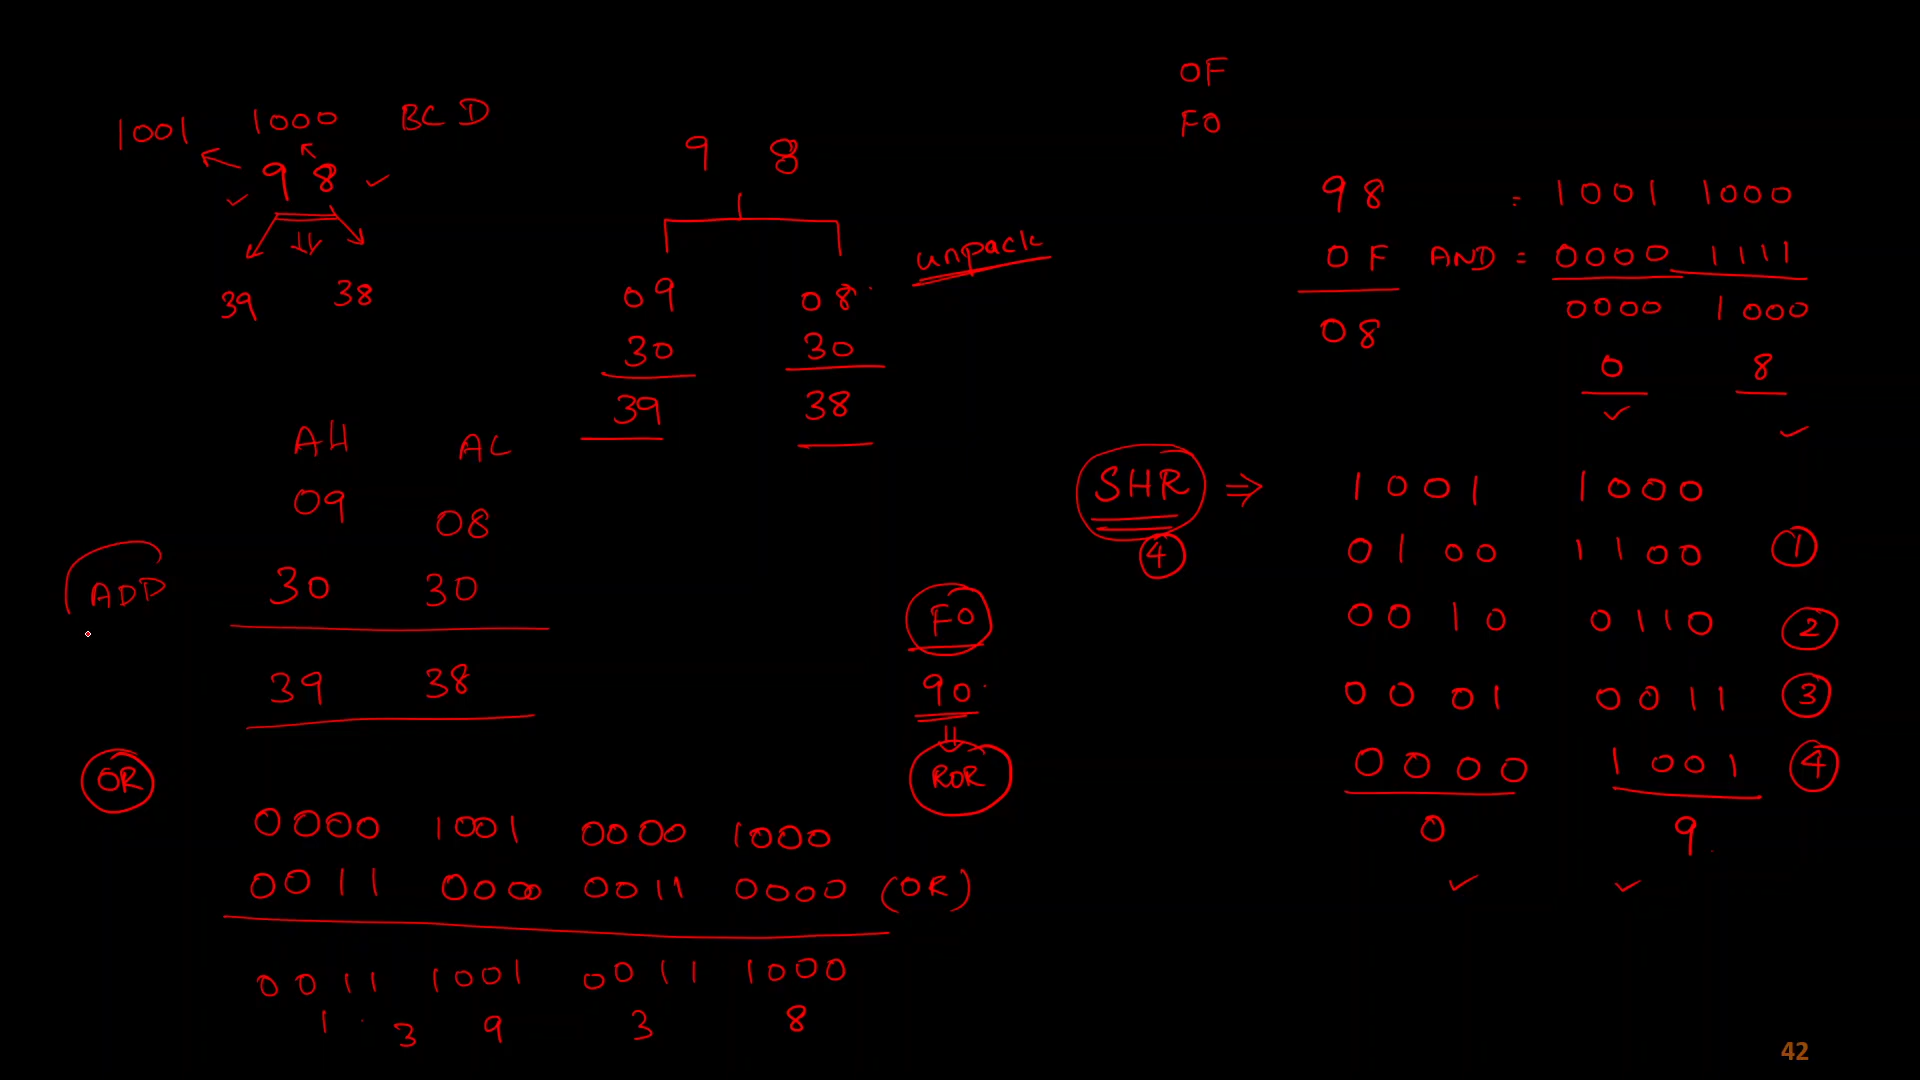 1001 1000 BCD
9 8
39 38
9 8
09 08
30 30
39 38
unpack
0F
F0
98 = 1001 1000
0F AND = 0000 1111
08 0000 1000
0 8
AH AL
09 08
ADD 30 30
39 38
OR
0000 1001 0000 1000
0011 0000 0011 0000 (OR)
0011 1001 0011 1000
1 3 9 3 8
F0
90
ROR
SHR ⇒ 1001 1000
4
0100 1100 1
0010 0110 2
0001 0011 3
0000 1001 4
0 9
42